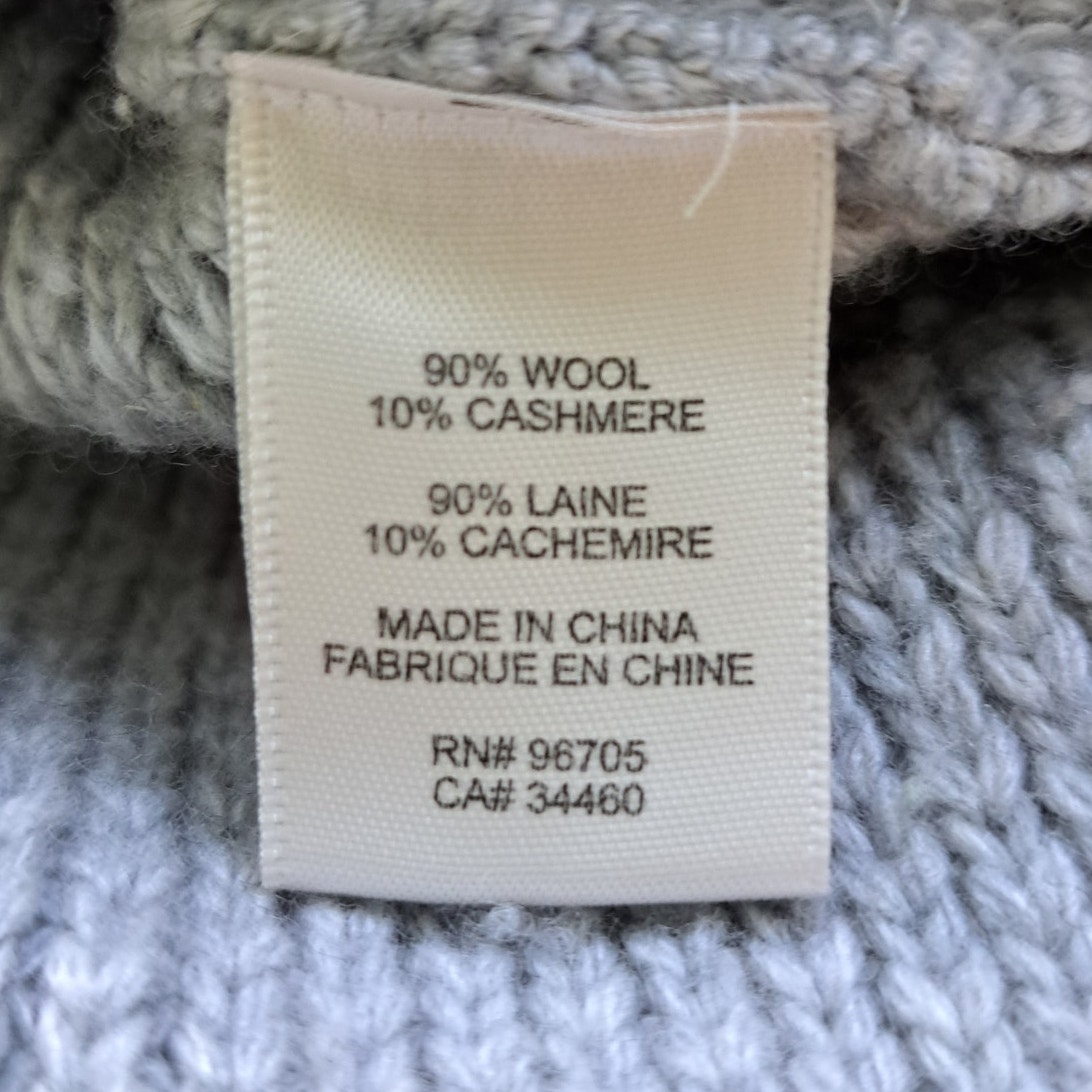 90% WOOL
10% CASHMERE
90% LAINE
10% CACHEMIRE
MADE IN CHINA
FABRIQUE EN CHINE
RN# 96705
CA# 34460